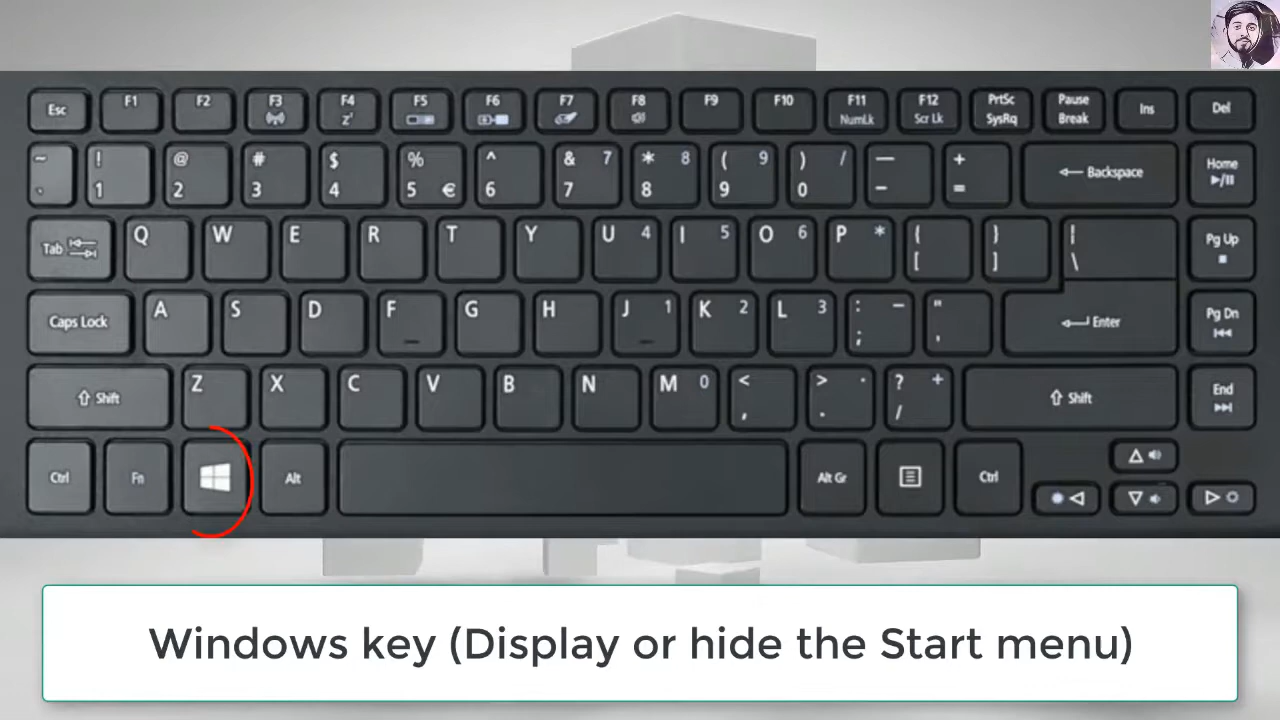 Esc F1 F2 F3 F4 F5 F6 F7 F8 F9 F10 F11 F12 PrtSc Pause Ins Del
z² NumLk Scr Lk SysRq Break
~ ! @ # $ % ^ & 7 * 8 ( 9 ) / — + Home
` 1 2 3 4 5 € 6 7 8 9 0 - = Backspace
Tab Q W E R T Y U 4 I 5 O 6 P * { } | Pg Up
[ ] \
Caps Lock A S D F G H J 1 K 2 L 3 : - " Enter Pg Dn
; '
Shift Z X C V B N M 0 < > . ? + Shift End
, . /
Ctrl Fn Alt Alt Gr Ctrl
Windows key (Display or hide the Start menu)